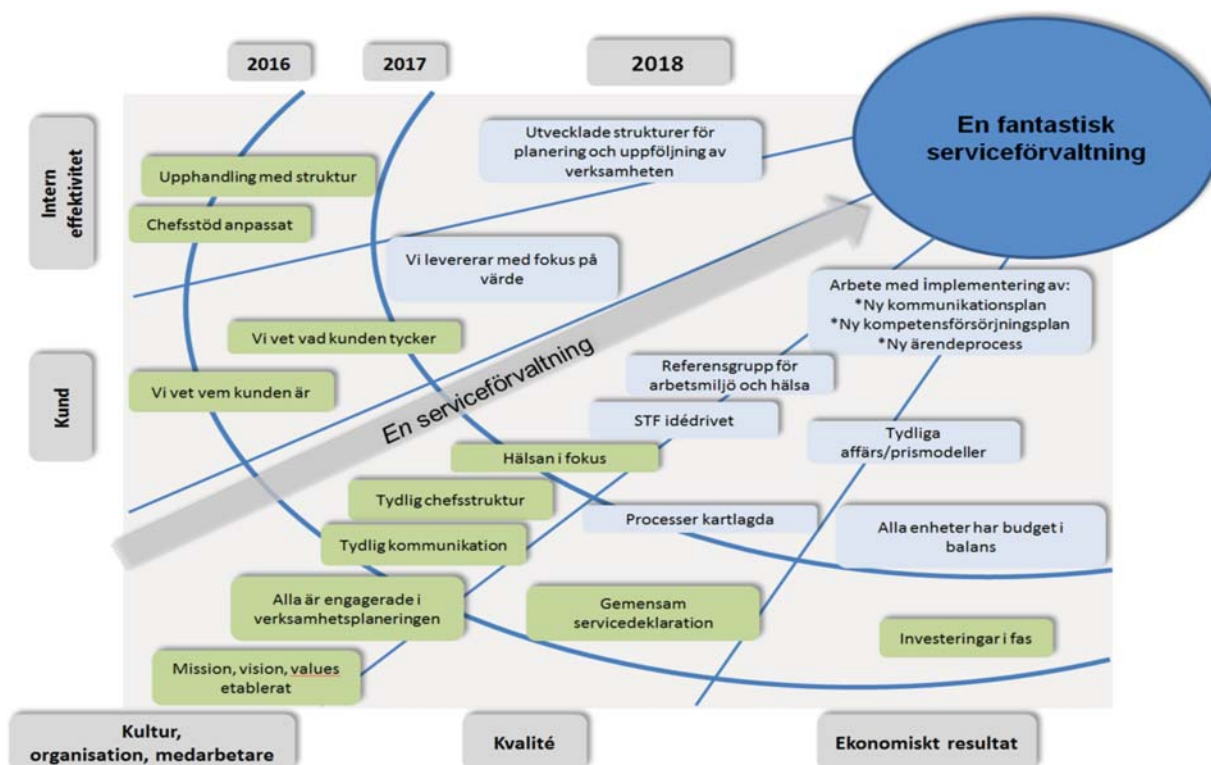 2016
2017
2018
En fantastisk
serviceförvaltning
Intern
effektivitet
Utvecklade strukturer för
planering och uppföljning av
verksamheten
Upphandling med struktur
Chefsstöd anpassat
Vi levererar med fokus på
värde
Arbete med implementering av:
*Ny kommunikationsplan
*Ny kompetensförsörjningsplan
*Ny ärendeprocess
Kund
Vi vet vad kunden tycker
Vi vet vem kunden är
En serviceförvaltning
Referensgrupp för
arbetsmiljö och hälsa
STF idédrivet
Tydliga
affärs/prismodeller
Hälsan i fokus
Tydlig chefsstruktur
Processer kartlagda
Alla enheter har budget i
balans
Tydlig kommunikation
Alla är engagerade i
verksamhetsplaneringen
Gemensam
servicedeklaration
Investeringar i fas
Mission, vision, values
etablerat
Kultur,
organisation, medarbetare
Kvalité
Ekonomiskt resultat